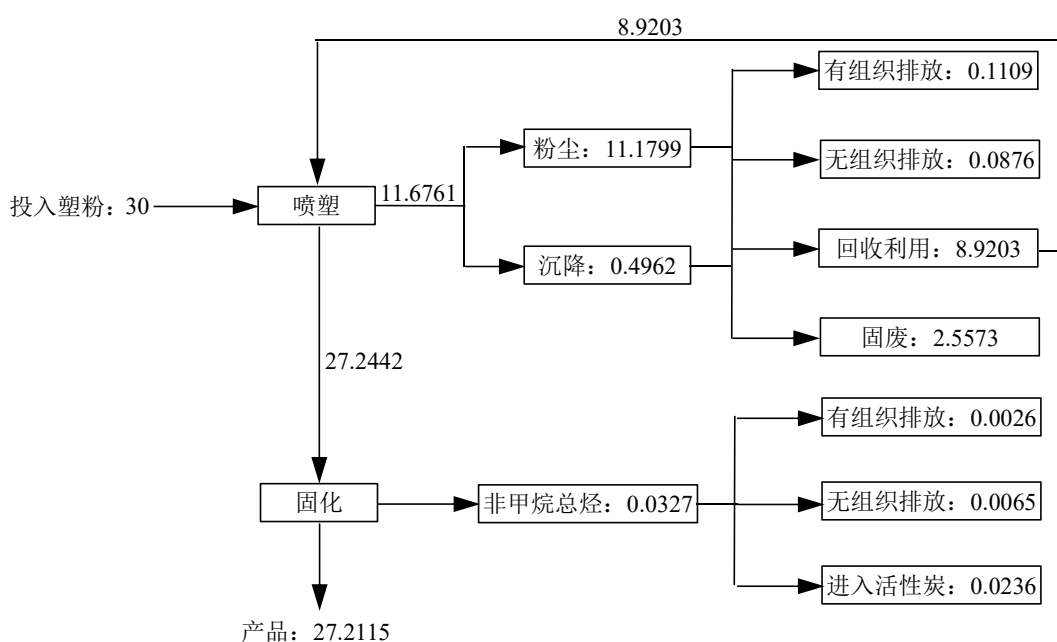 8.9203
有组织排放：0.1109
粉尘：11.1799
无组织排放：0.0876
投入塑粉：30
喷塑
11.6761
沉降：0.4962
回收利用：8.9203
固废：2.5573
27.2442
有组织排放：0.0026
固化
非甲烷总烃：0.0327
无组织排放：0.0065
进入活性炭：0.0236
产品：27.2115